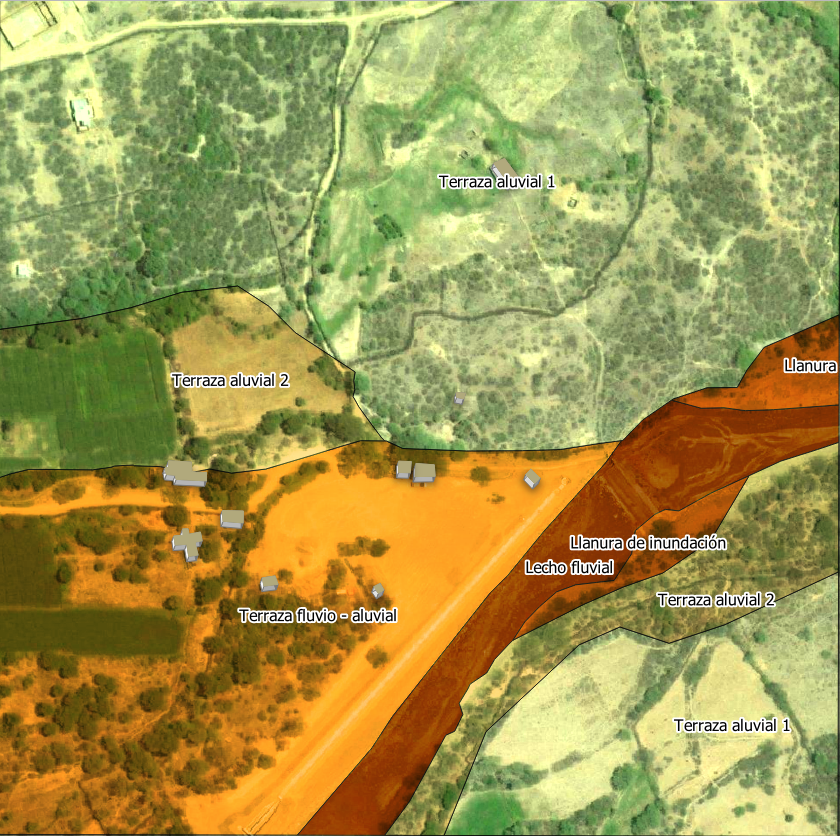 Terraza aluvial 1
Llanura
Terraza aluvial 2
Llanura de inundación
Lecho fluvial
Terraza aluvial 2
Terraza fluvio - aluvial
Terraza aluvial 1